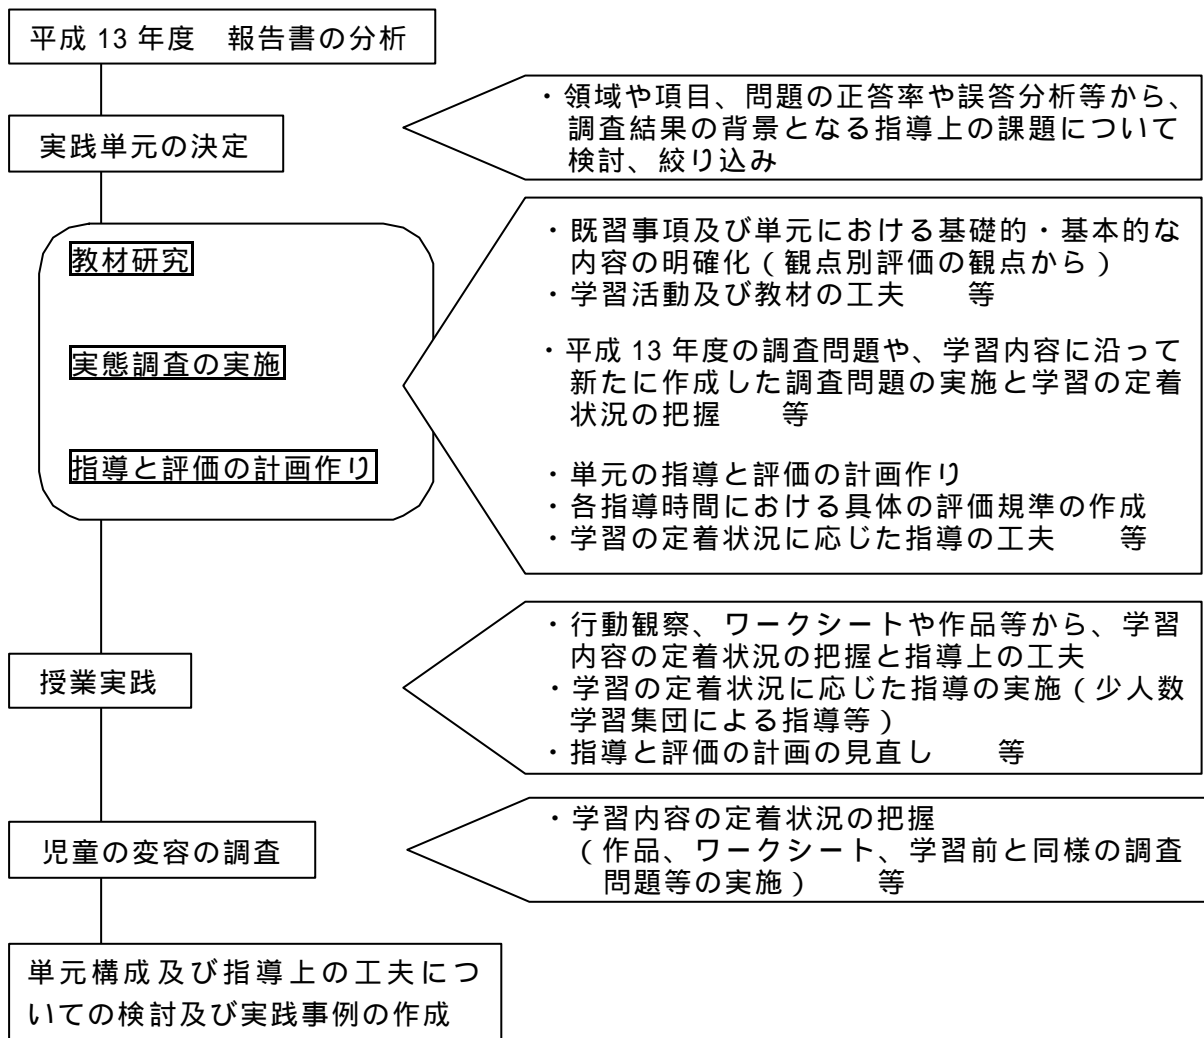 平成 13 年度　報告書の分析
実践単元の決定
・領域や項目、問題の正答率や誤答分析等から、
調査結果の背景となる指導上の課題について
検討、絞り込み
教材研究
実態調査の実施
指導と評価の計画作り
・既習事項及び単元における基礎的・基本的な
内容の明確化（観点別評価の観点から）
・学習活動及び教材の工夫　　等
・平成 13 年度の調査問題や、学習内容に沿って
新たに作成した調査問題の実施と学習の定着
状況の把握　　等
・単元の指導と評価の計画作り
・各指導時間における具体の評価規準の作成
・学習の定着状況に応じた指導の工夫　　等
授業実践
・行動観察、ワークシートや作品等から、学習
内容の定着状況の把握と指導上の工夫
・学習の定着状況に応じた指導の実施（少人数
学習集団による指導等）
・指導と評価の計画の見直し　　等
児童の変容の調査
・学習内容の定着状況の把握
（作品、ワークシート、学習前と同様の調査
問題等の実施）　　等
単元構成及び指導上の工夫につ
いての検討及び実践事例の作成